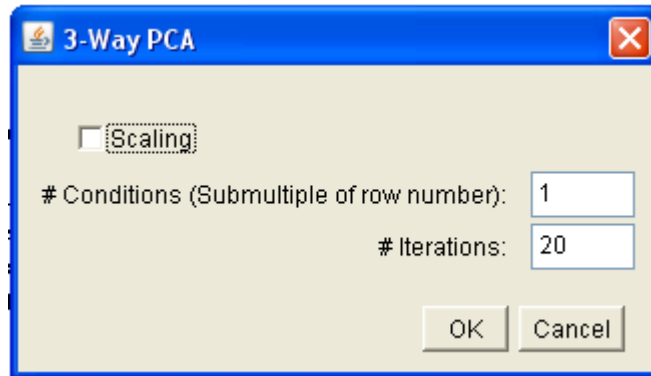 3-Way PCA
Scaling
# Conditions (Submultiple of row number): 1
# Iterations: 20
OK Cancel